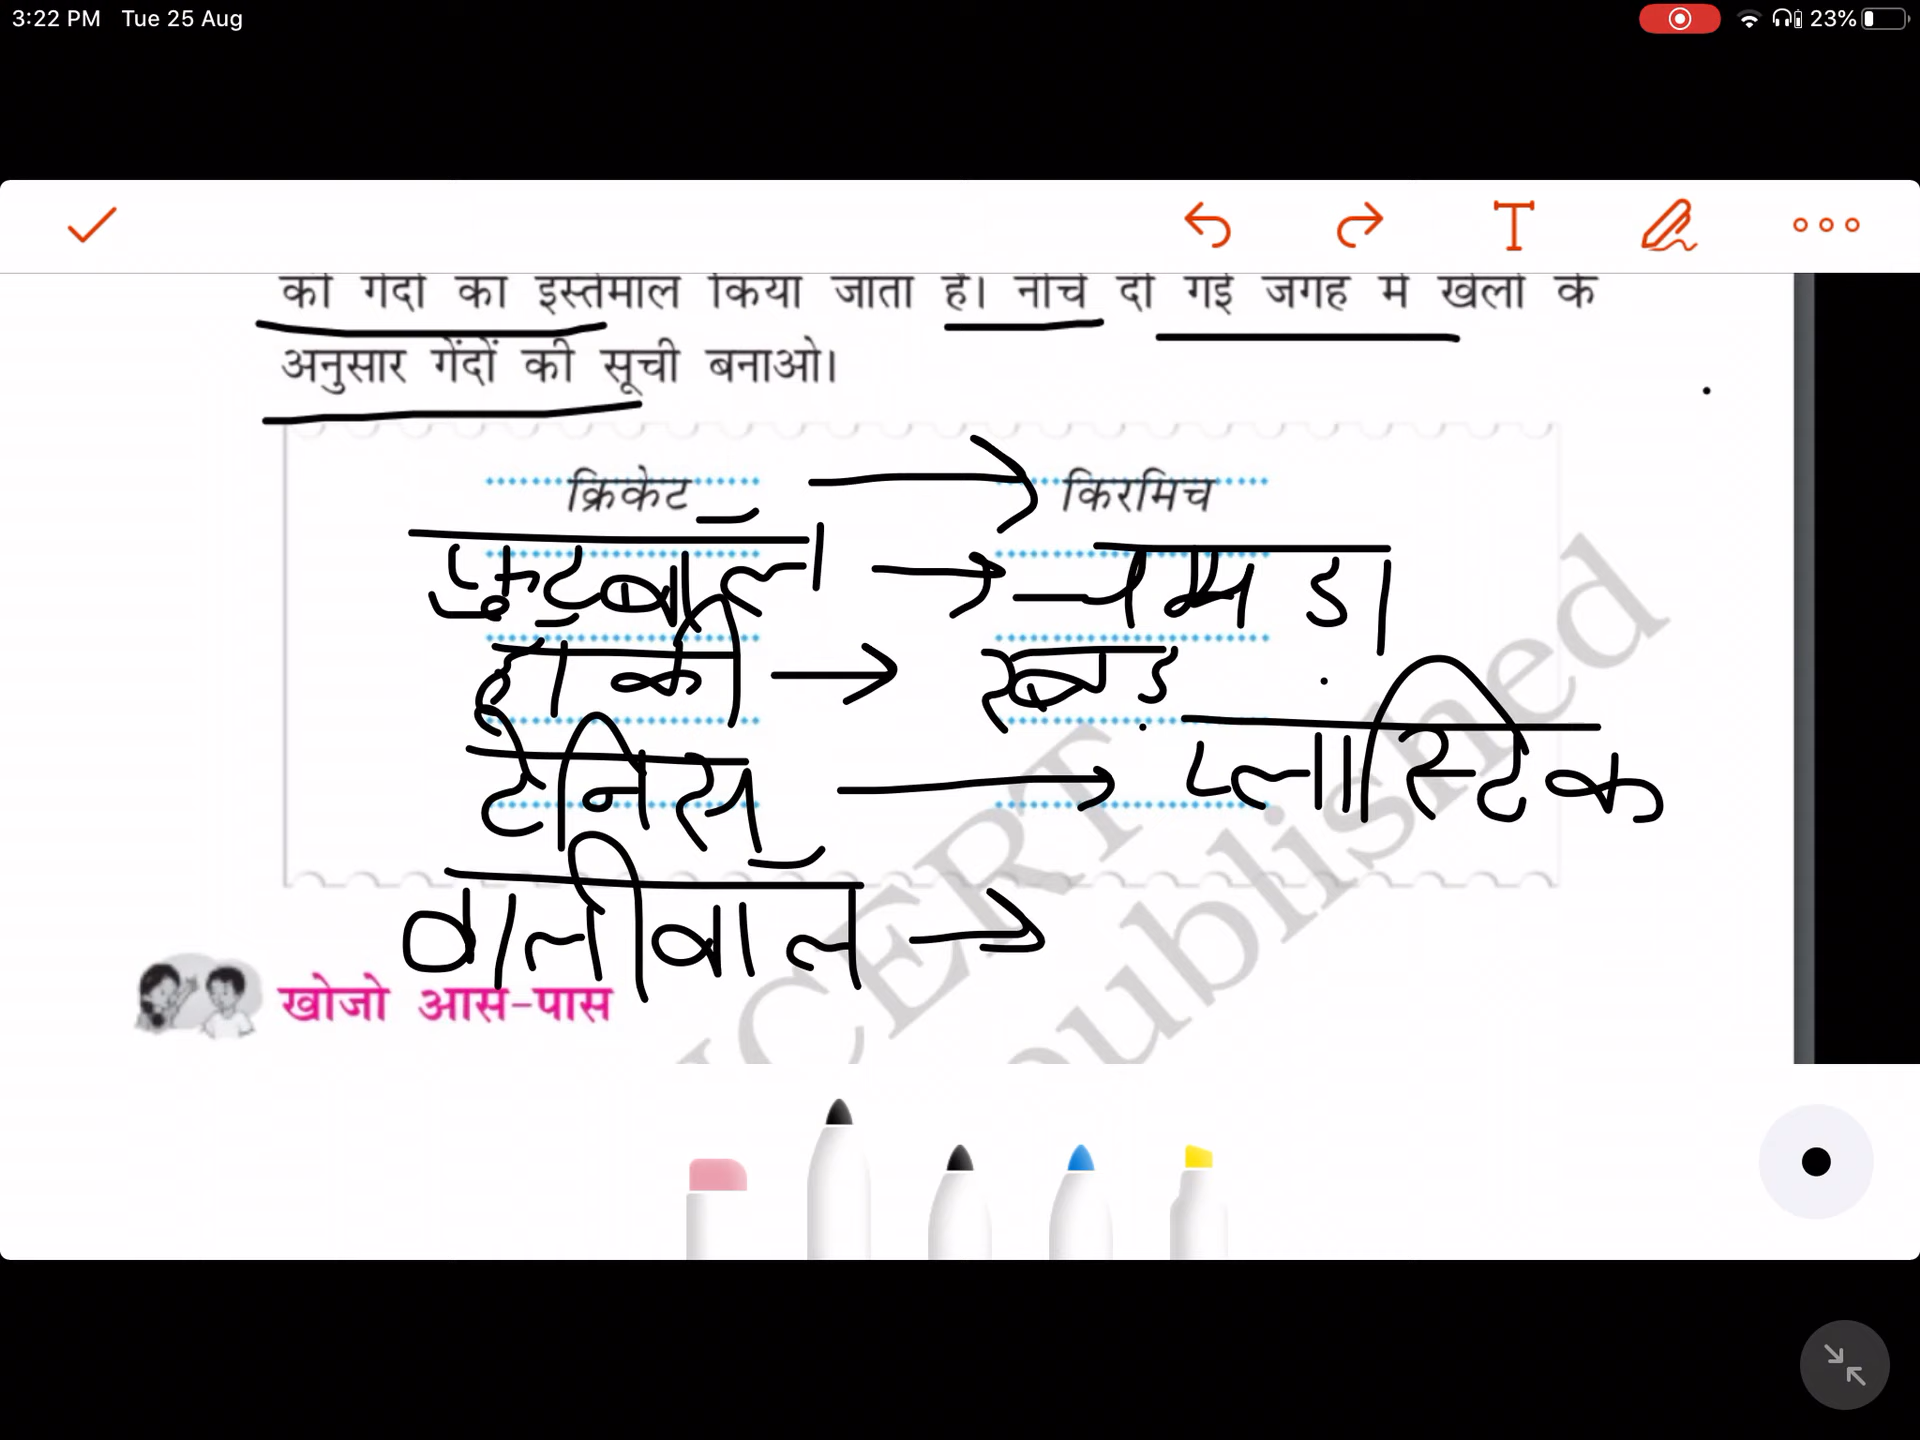 3:22 PM Tue 25 Aug 23%
की गेंदों का इस्तेमाल किया जाता है। नीचे दी गई जगह में खेलों के
अनुसार गेंदों की सूची बनाओ।
क्रिकेट → किरमिच
फुटबाल → चमडा
हाकी → रबड
टेनिस → प्लास्टिक
वालीबाल →
खोजो आस-पास
NCERT
published